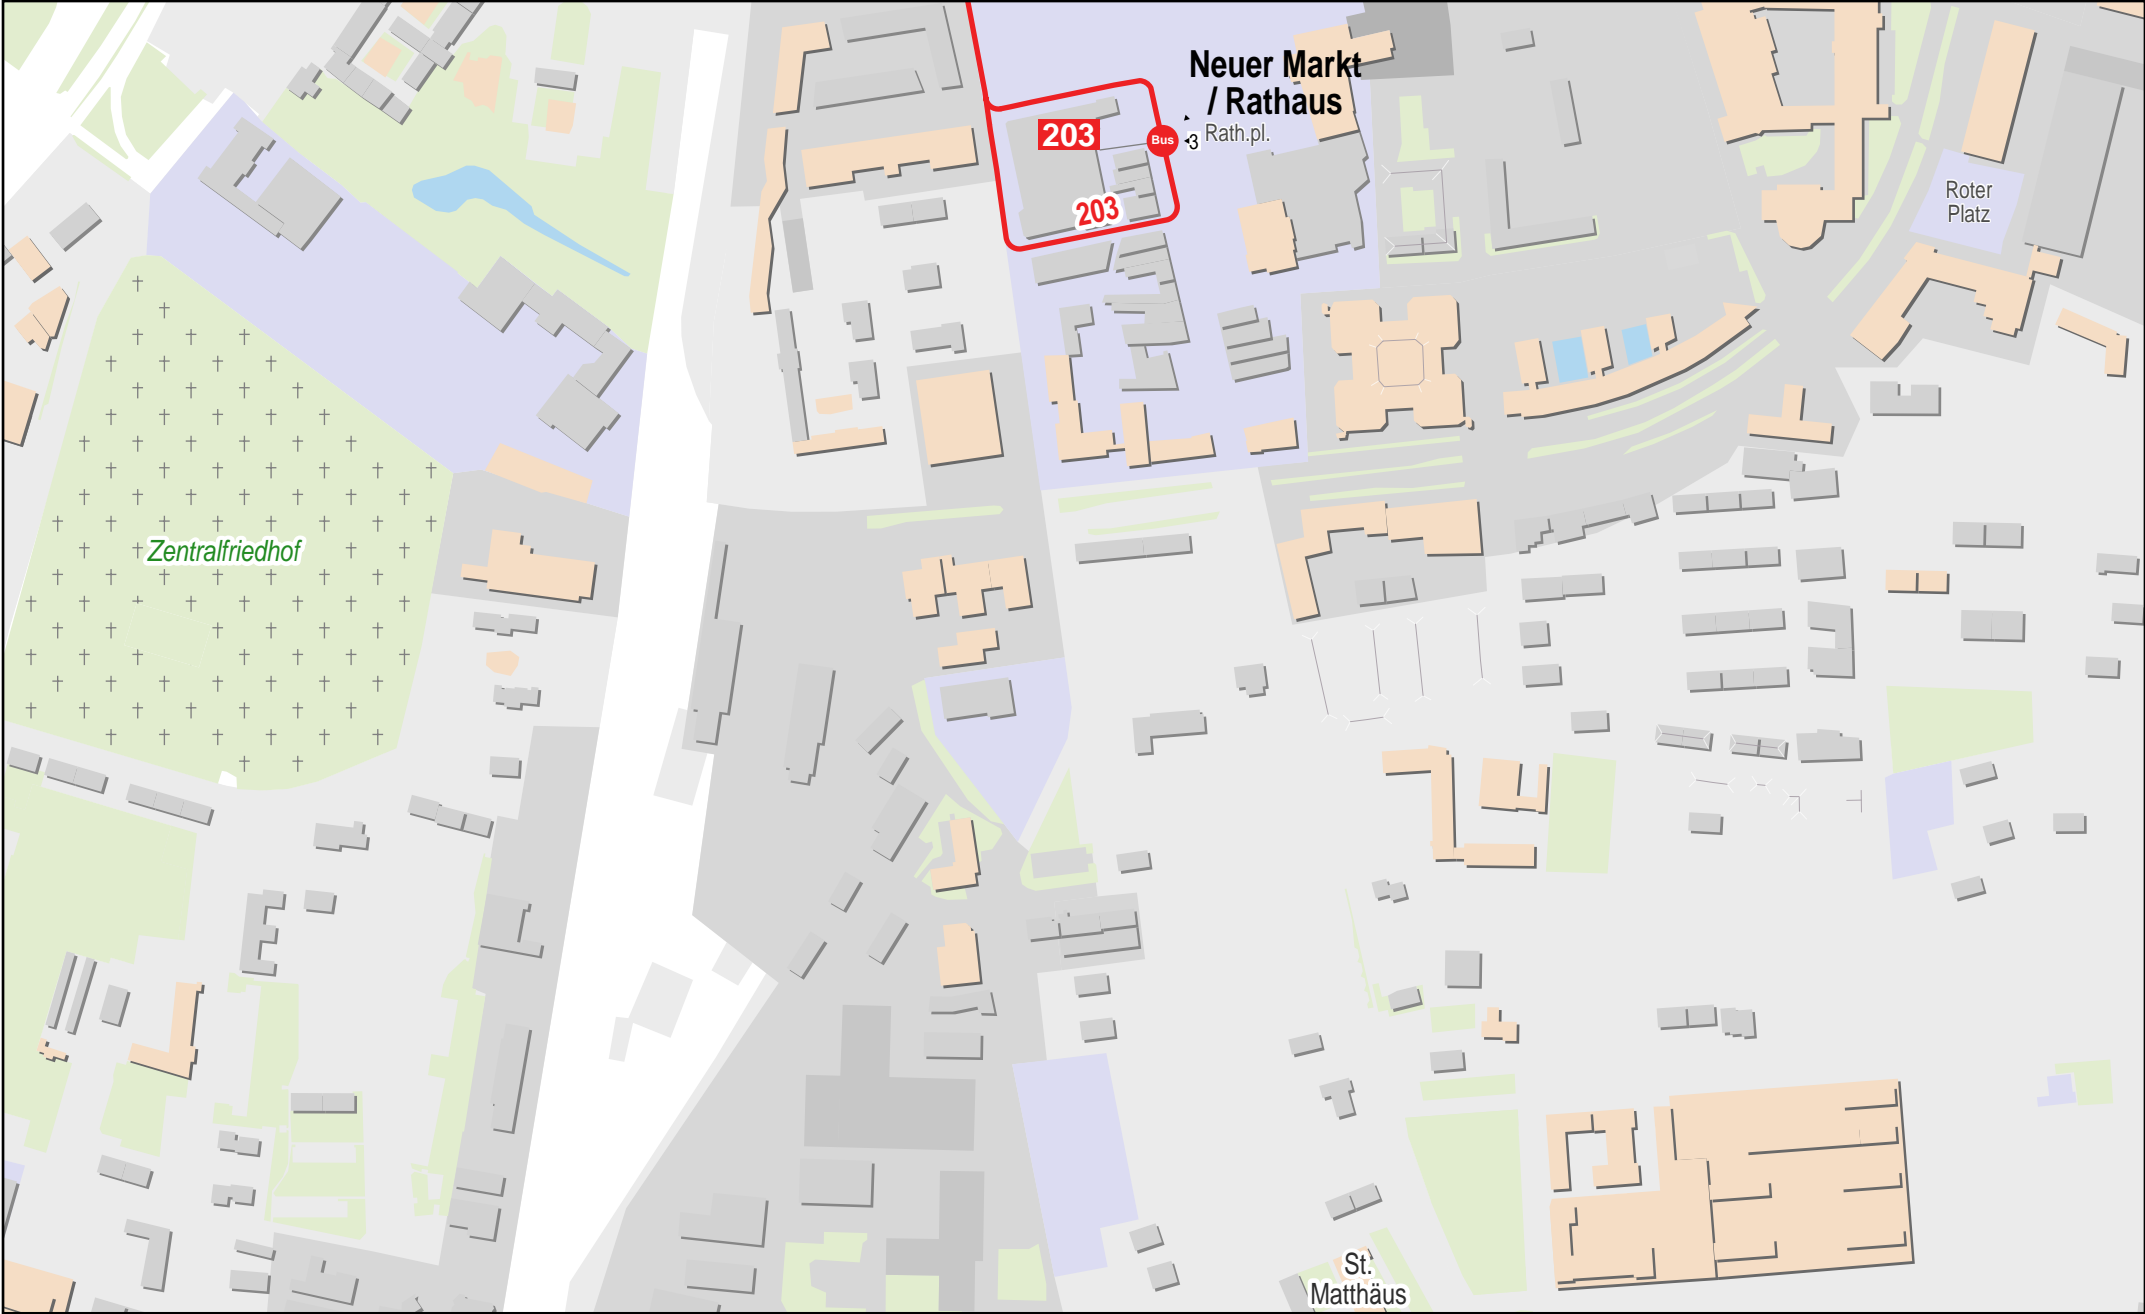 Neuer Markt
/ Rathaus
203
Bus
3
Rath.pl.
203
Roter
Platz
Zentralfriedhof
St.
Matthäus